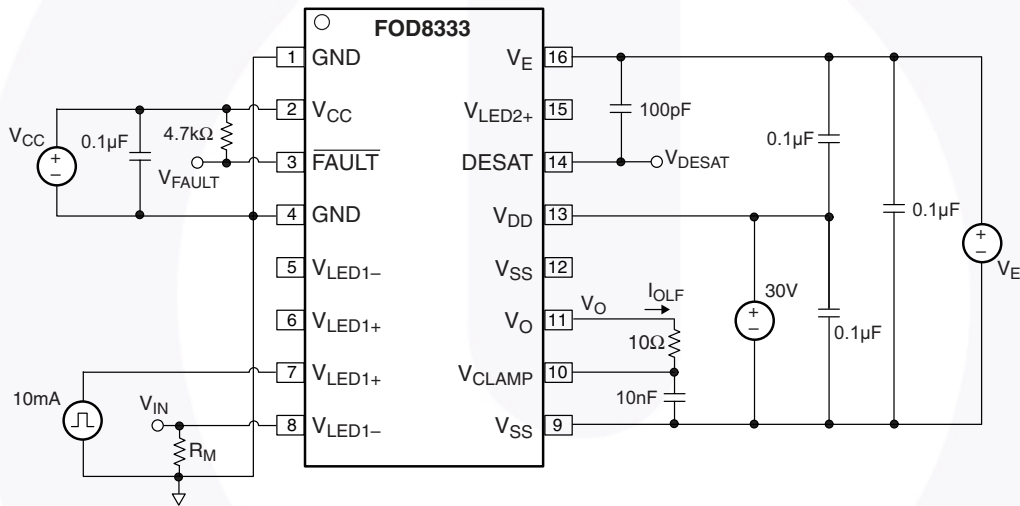 FOD8333
1 GND
2 VCC
3 FAULT
4 GND
5 VLED1–
6 VLED1+
7 VLED1+
8 VLED1–
VE 16
VLED2+ 15
DESAT 14
VDD 13
VSS 12
VO 11
VCLAMP 10
VSS 9
VCC
0.1µF
4.7kΩ
VFAULT
10mA
VIN
RM
100pF
VDESAT
0.1µF
0.1µF
VE
30V
0.1µF
VO
IOLF
10Ω
10nF